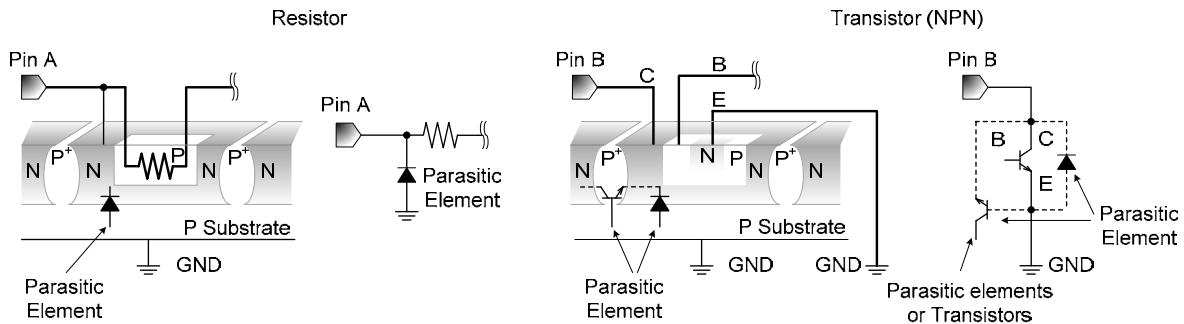 Resistor
Transistor (NPN)
Pin A
Pin A
Pin B
C
B
E
Pin B
N
P+
N
P
N
P+
N
Parasitic
Element
P Substrate
GND
Parasitic
Element
N
P+
N
N
P
N
P+
N
P Substrate
GND
GND
Parasitic
Element
B
C
E
Parasitic
Element
GND
Parasitic elements
or Transistors